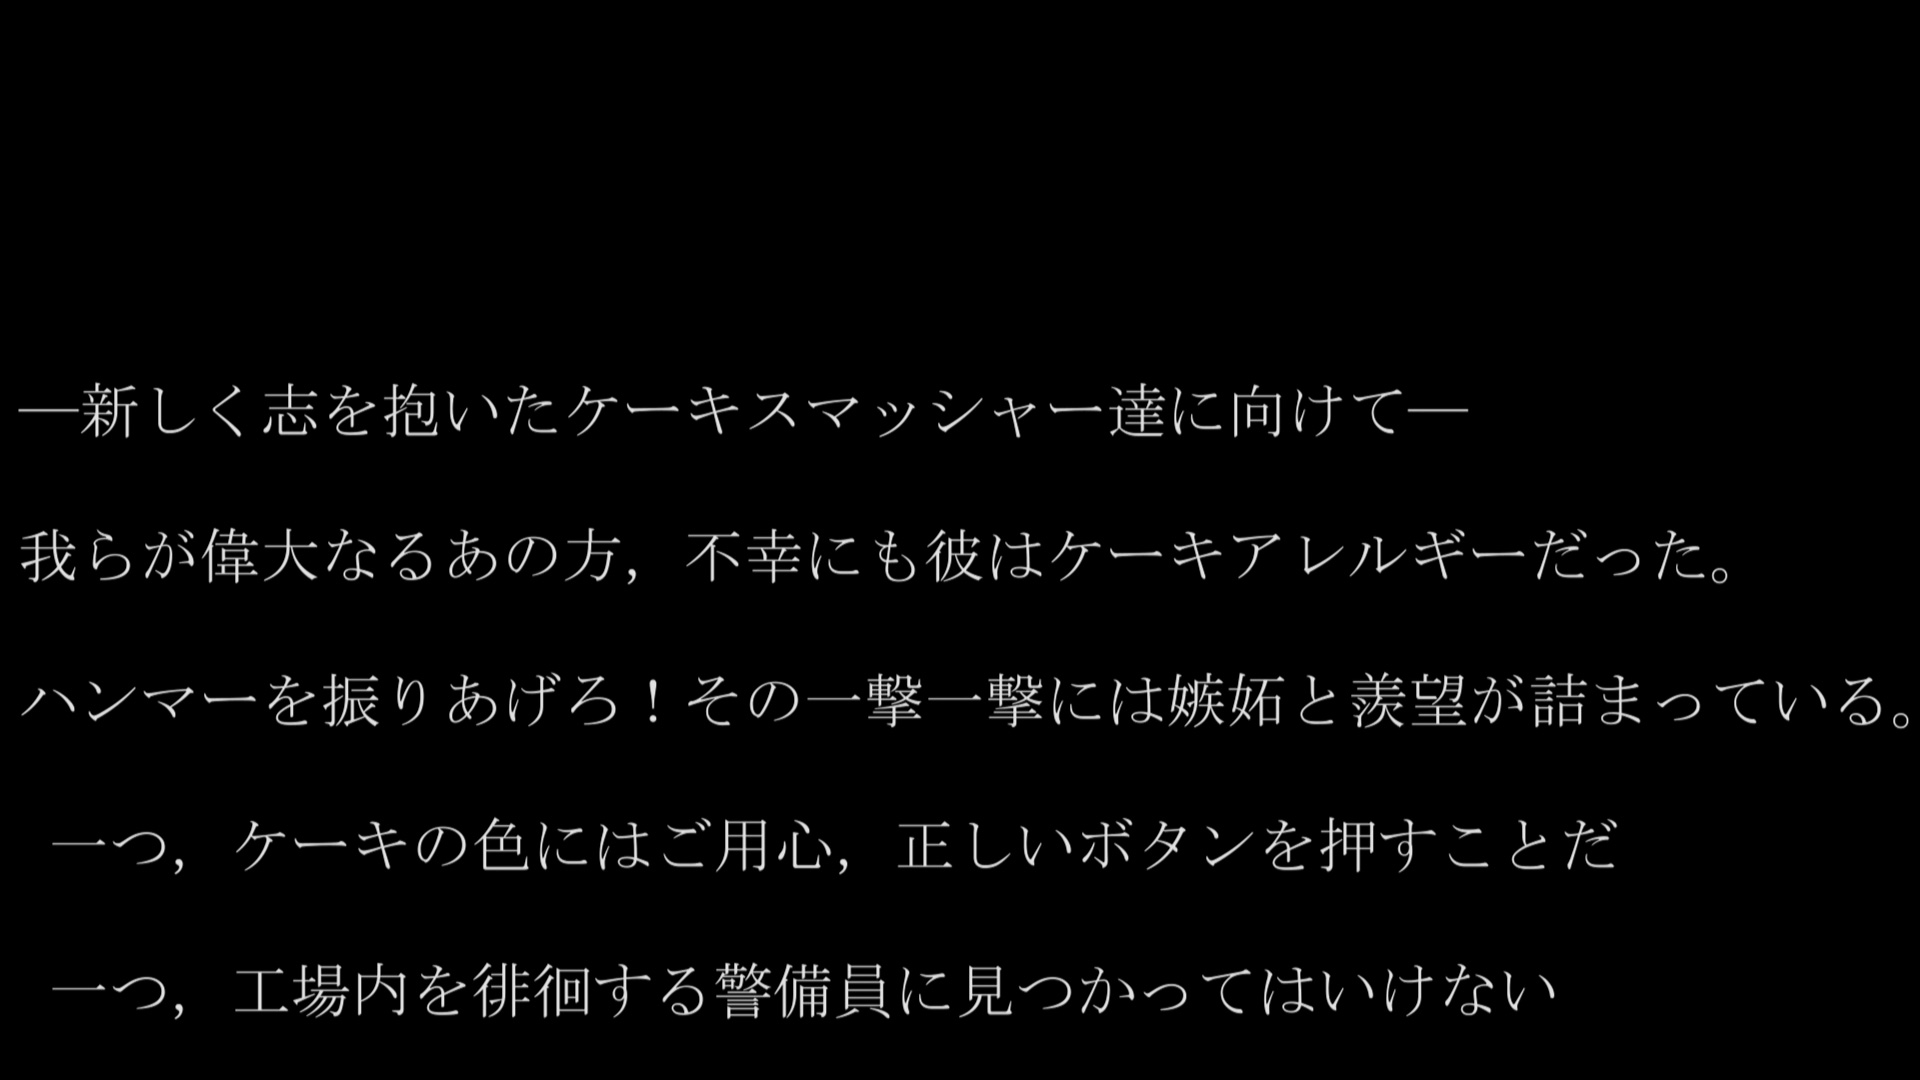 ―新しく志を抱いたケーキスマッシャー達に向けて―
我らが偉大なるあの方，不幸にも彼はケーキアレルギーだった。
ハンマーを振りあげろ！その一撃一撃には嫉妬と羨望が詰まっている。
一つ，ケーキの色にはご用心，正しいボタンを押すことだ
一つ，工場内を徘徊する警備員に見つかってはいけない